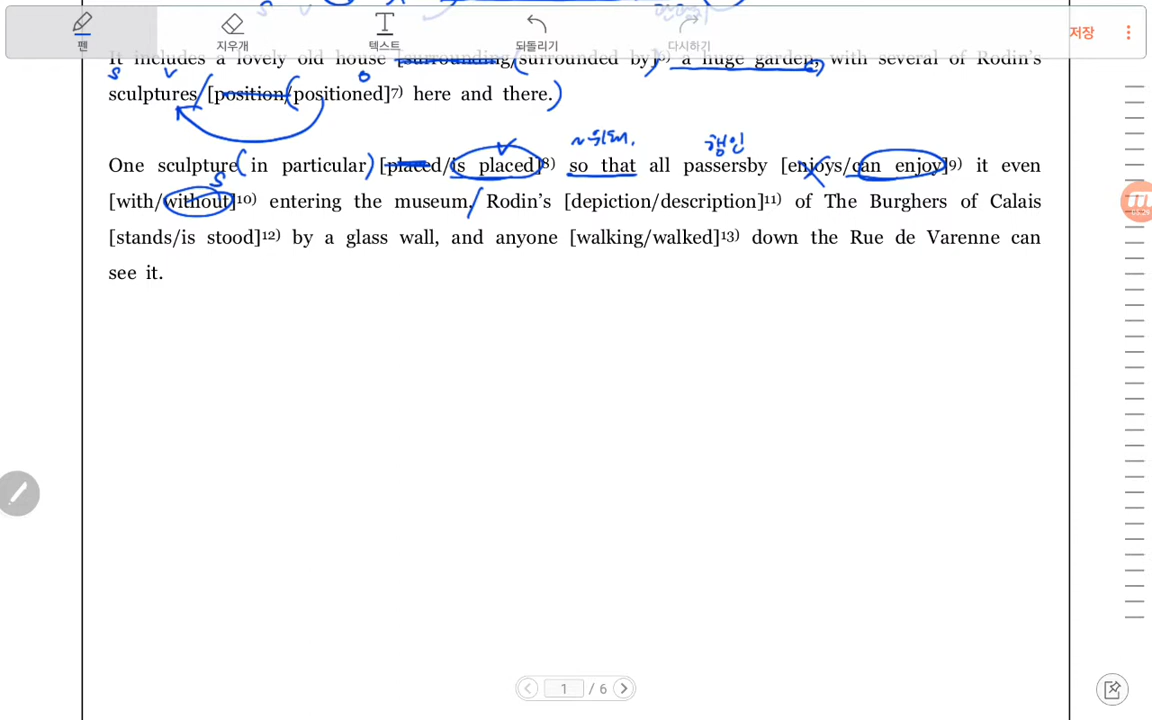 펜
지우개
텍스트
되돌리기
다시하기
저장
It includes a lovely old house [surrounding/surrounded by]6) a huge garden, with several of Rodin's
s v o
sculptures [position/positioned]7) here and there.
~위해. 행인
v
One sculpture in particular [placed/is placed]8) so that all passersby [enjoys/can enjoy]9) it even
s
[with/without]10) entering the museum. Rodin's [depiction/description]11) of The Burghers of Calais
[stands/is stood]12) by a glass wall, and anyone [walking/walked]13) down the Rue de Varenne can
see it.
1 / 6